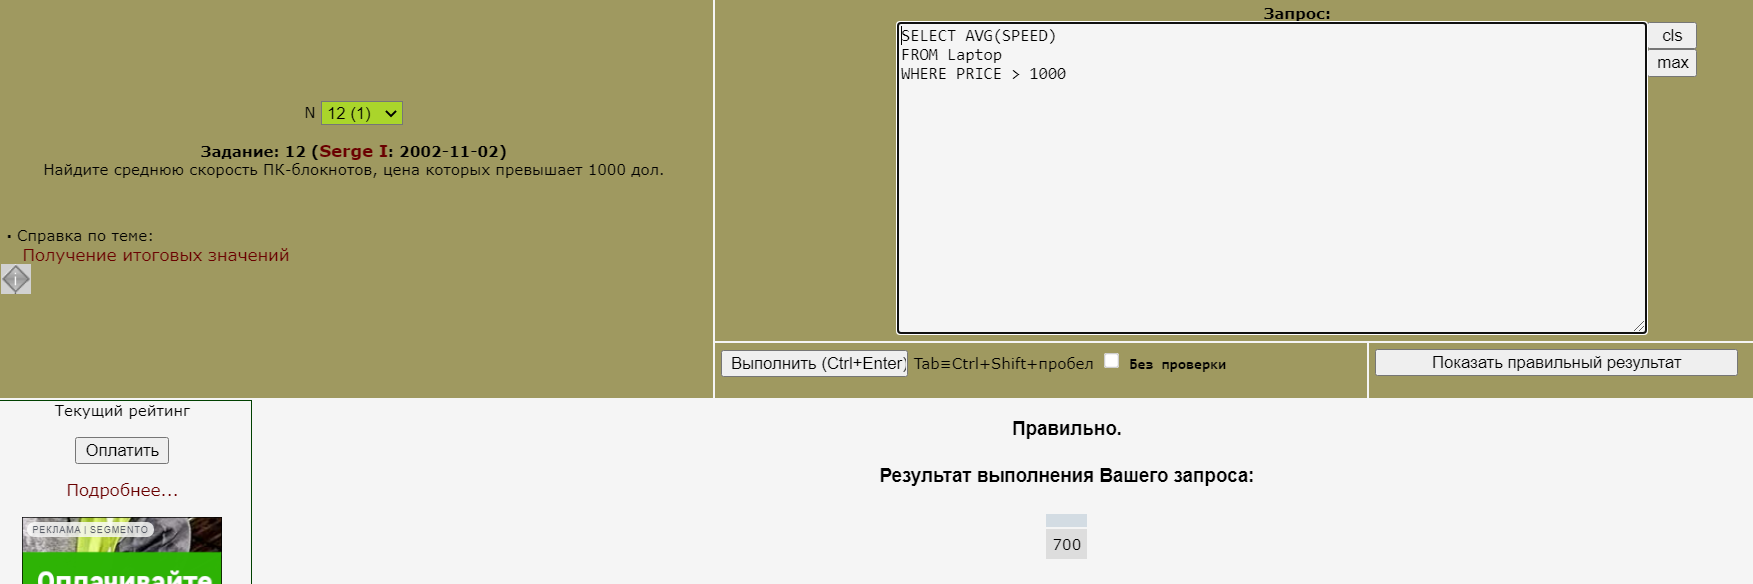 N 12 (1)
Задание: 12 (Serge I: 2002-11-02)
Найдите среднюю скорость ПК-блокнотов, цена которых превышает 1000 дол.
• Справка по теме:
Получение итоговых значений
i
Запрос:
SELECT AVG(SPEED)
FROM Laptop
WHERE PRICE > 1000
cls
max
Выполнить (Ctrl+Enter) Tab≡Ctrl+Shift+пробел Без проверки
Показать правильный результат
Текущий рейтинг
Оплатить
Подробнее...
РЕКЛАМА | SEGMENTO
Оплачивайте
Правильно.
Результат выполнения Вашего запроса:
700